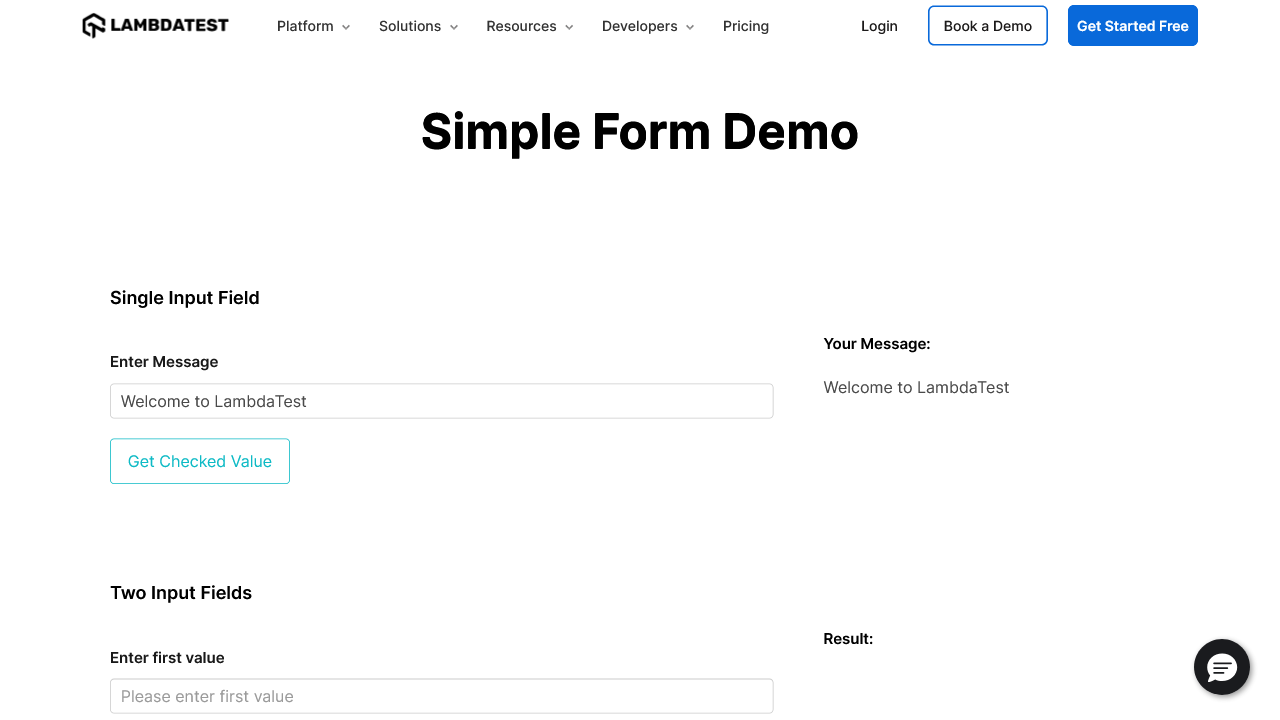 LAMBDATEST Platform Solutions Resources Developers Pricing Login Book a Demo Get Started Free
Simple Form Demo
Single Input Field
Enter Message
Welcome to LambdaTest
Get Checked Value
Your Message:
Welcome to LambdaTest
Two Input Fields
Enter first value
Please enter first value
Result: